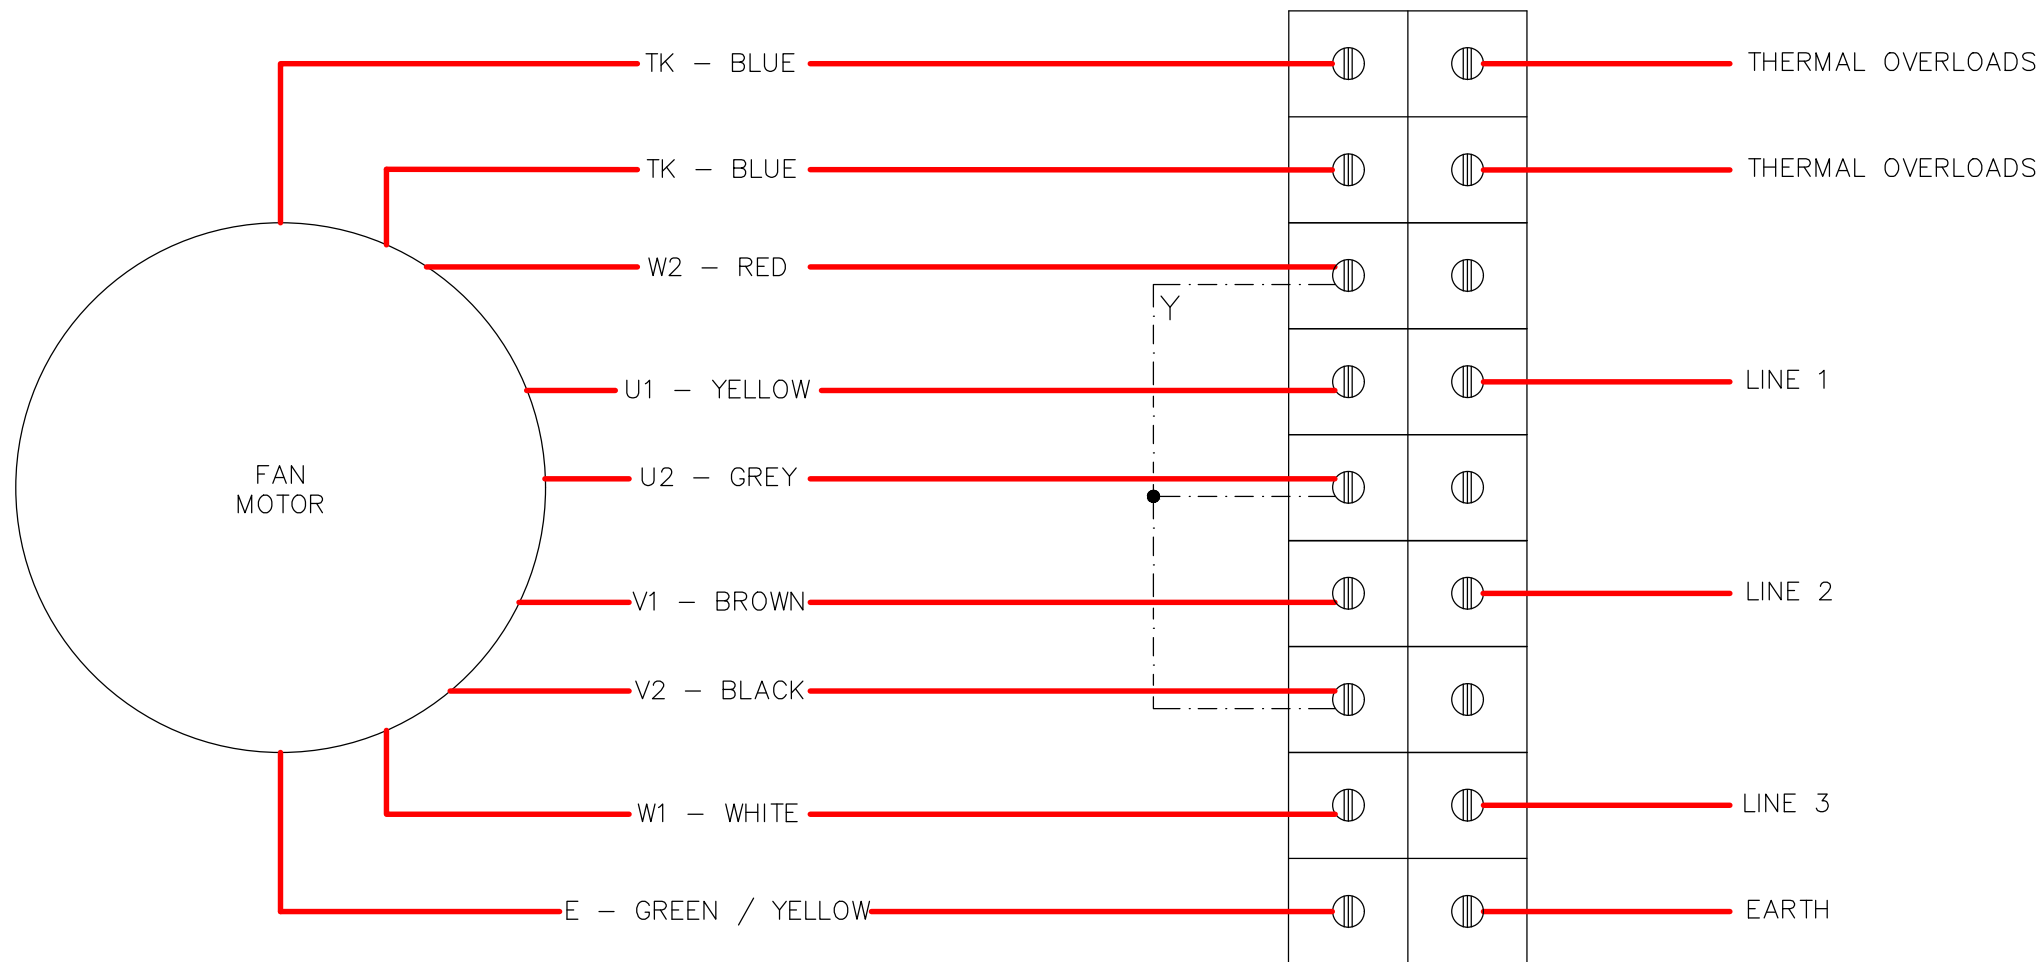 TK - BLUE
THERMAL OVERLOADS
TK - BLUE
THERMAL OVERLOADS
W2 - RED
Y
U1 - YELLOW
LINE 1
FAN
MOTOR
U2 - GREY
V1 - BROWN
LINE 2
V2 - BLACK
W1 - WHITE
LINE 3
E - GREEN / YELLOW
EARTH